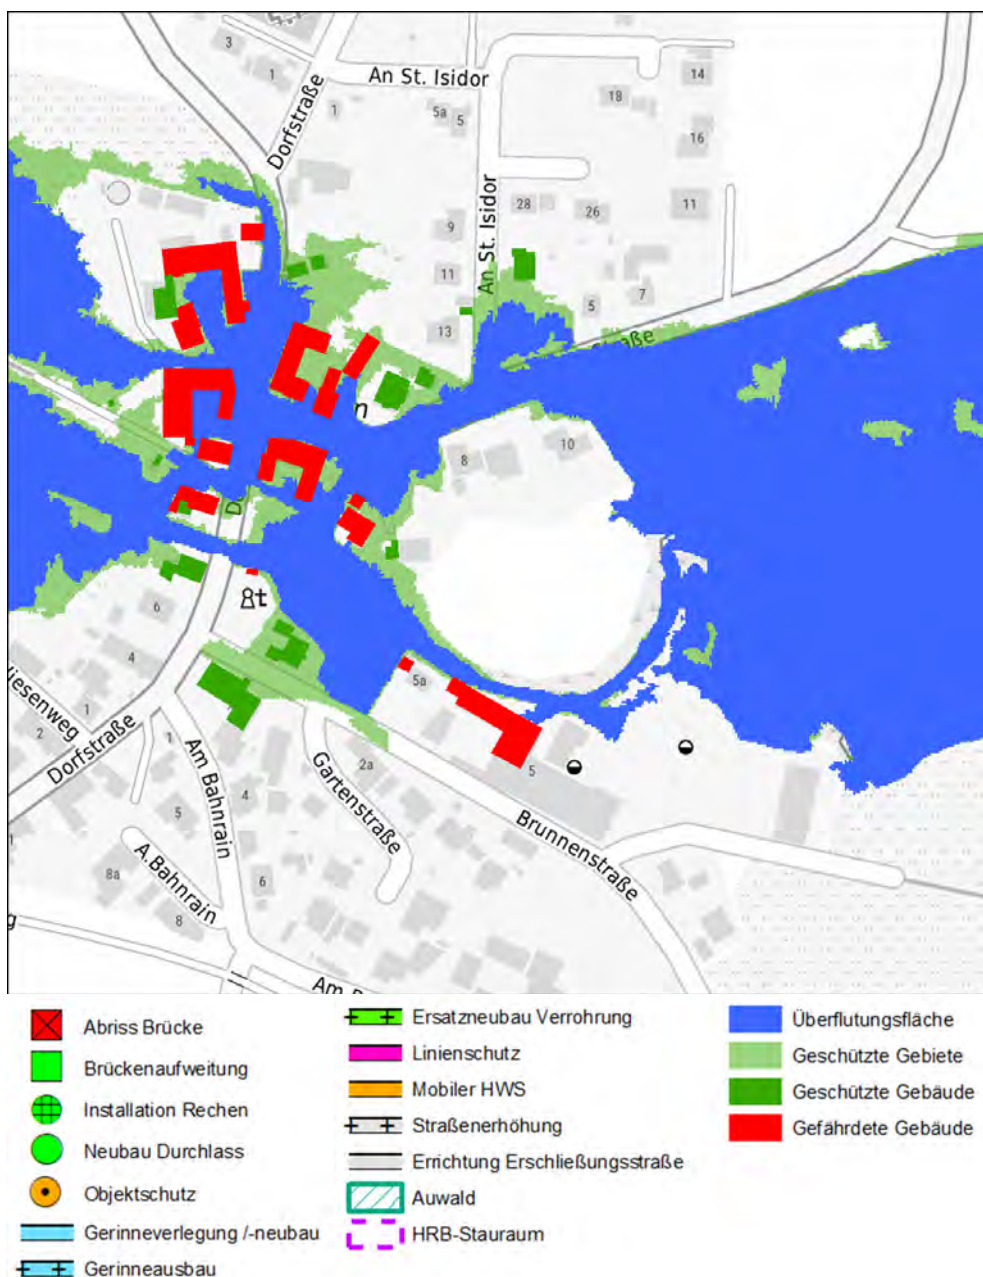 3
1
An St. Isidor
14
18
Dorfstraße
1
5a
5
16
An St. Isidor
28
26
11
9
11
7
5
13
straße
n
8
10
D
t
6
4
5a
Wiesenweg
1
2
Dorfstraße
1
Am Bahnrain
Gartenstraße
2a
5
4
5
Brunnenstraße
1
A.Bahnrain
8a
6
8
g
Am
Abriss Brücke
Brückenaufweitung
Installation Rechen
Neubau Durchlass
Objektschutz
Gerinneverlegung /-neubau
Gerinneausbau
Ersatzneubau Verrohrung
Linienschutz
Mobiler HWS
Straßenerhöhung
Errichtung Erschließungsstraße
Auwald
HRB-Stauraum
Überflutungsfläche
Geschützte Gebiete
Geschützte Gebäude
Gefährdete Gebäude